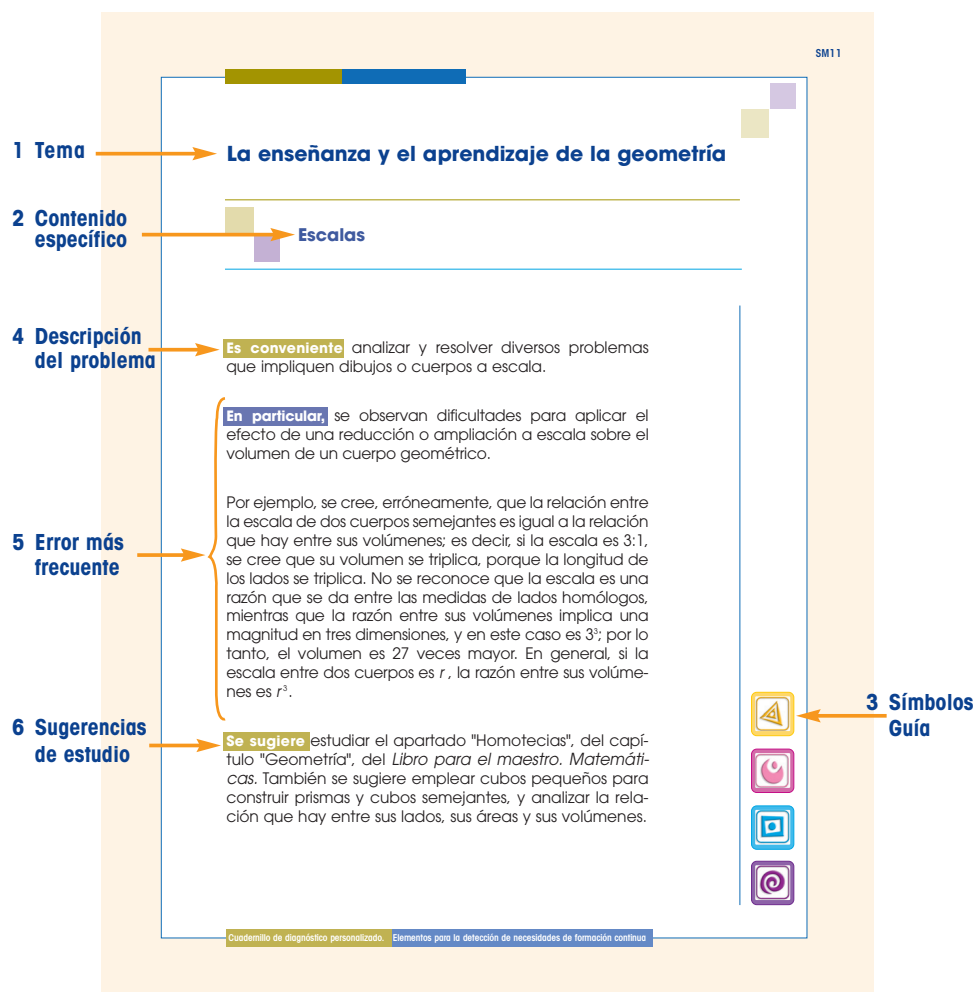 SM11
1 Tema
La enseñanza y el aprendizaje de la geometría
2 Contenido
específico
Escalas
4 Descripción
del problema
Es conveniente analizar y resolver diversos problemas
que impliquen dibujos o cuerpos a escala.
En particular, se observan dificultades para aplicar el
efecto de una reducción o ampliación a escala sobre el
volumen de un cuerpo geométrico.
5 Error más
frecuente
Por ejemplo, se cree, erróneamente, que la relación entre
la escala de dos cuerpos semejantes es igual a la relación
que hay entre sus volúmenes; es decir, si la escala es 3:1,
se cree que su volumen se triplica, porque la longitud de
los lados se triplica. No se reconoce que la escala es una
razón que se da entre las medidas de lados homólogos,
mientras que la razón entre sus volúmenes implica una
magnitud en tres dimensiones, y en este caso es 3³; por lo
tanto, el volumen es 27 veces mayor. En general, si la
escala entre dos cuerpos es r , la razón entre sus volúme-
nes es r³.
3 Símbolos
Guía
6 Sugerencias
de estudio
Se sugiere estudiar el apartado "Homotecias", del capí-
tulo "Geometría", del Libro para el maestro. Matemáti-
cas. También se sugiere emplear cubos pequeños para
construir prismas y cubos semejantes, y analizar la rela-
ción que hay entre sus lados, sus áreas y sus volúmenes.
Cuadernillo de diagnóstico personalizado. Elementos para la detección de necesidades de formación continua